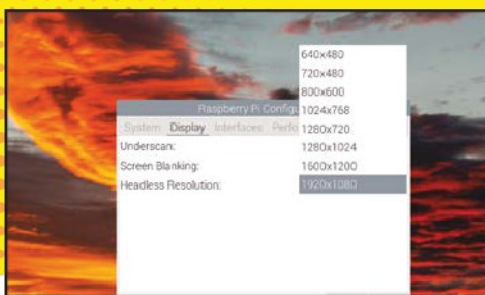 Raspberry Pi Configu
System Display Interfaces Perfo
Underscan:
Screen Blanking:
Headless Resolution:
640x480
720x480
800x600
1024x768
1280x720
1280x1024
1600x1200
1920x1080